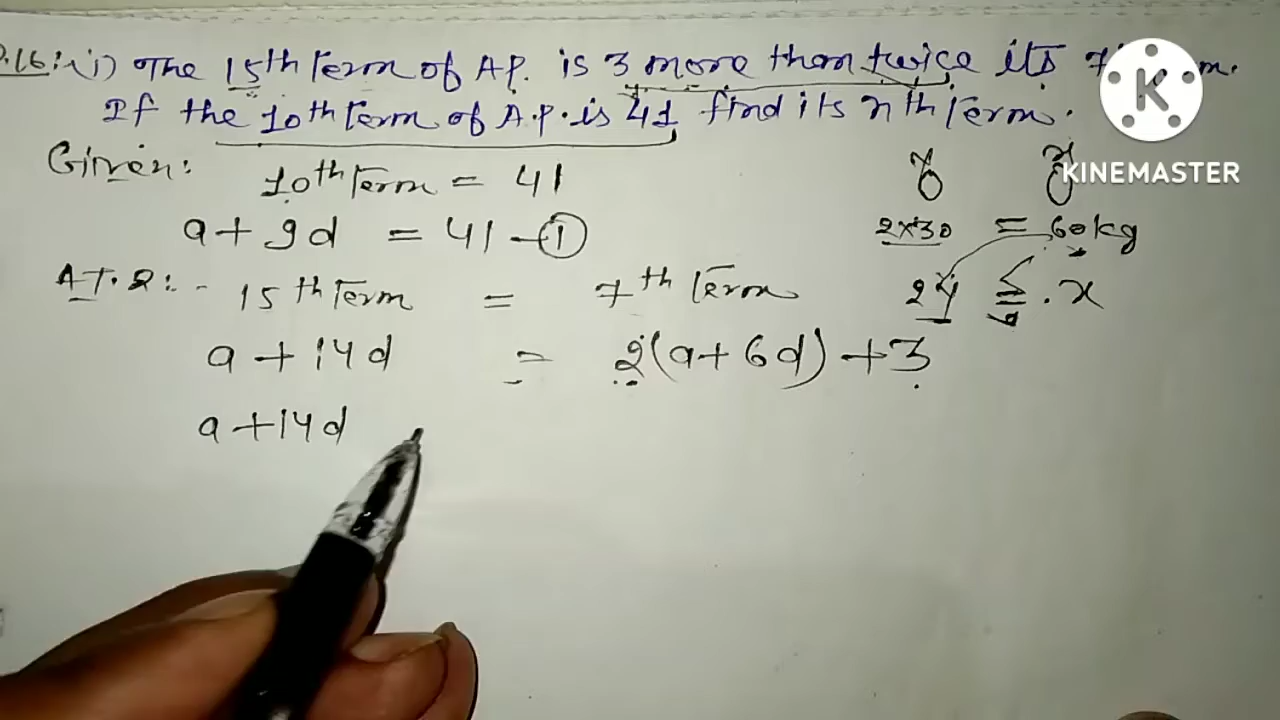 .16:-(i) The 15th Term of A.P. is 3 more than twice its 7
If the 10th Term of A.P. is 41 find its nth Term.
Given: 10th Term = 41
a + 9d = 41 - ①
A.T.Q:- 15th Term = 7th Term
a + 14d = 2(a + 6d) + 3
a + 14d
2×30 = 60kg
2y = x
K
KINEMASTER